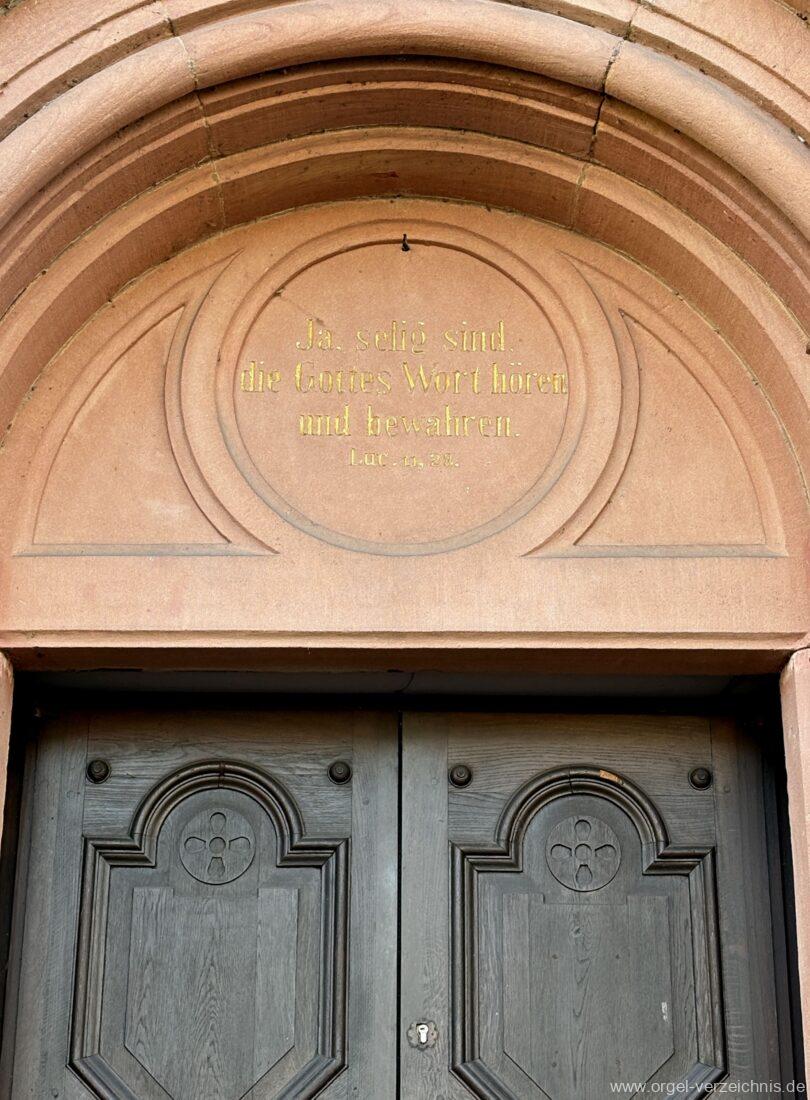 Ja, selig sind,
die Gottes Wort hören
und bewahren.
Luc. 11, 28.
www.orgel-verzeichnis.de